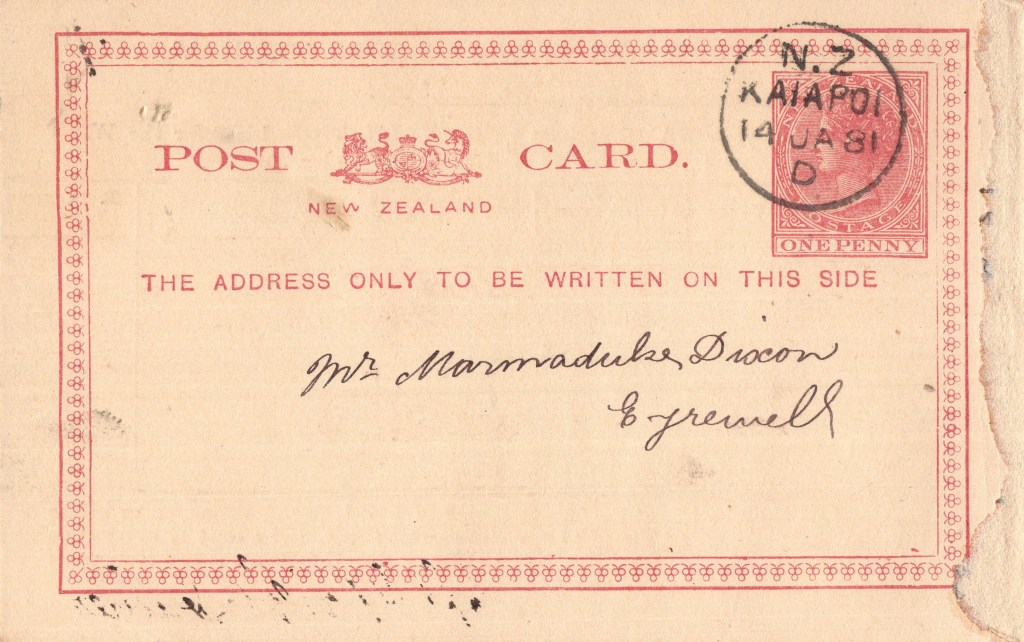 N.Z
KAIAPOI
14 JA 81
D
POST CARD.
NEW ZEALAND
POSTAGE
ONE PENNY
THE ADDRESS ONLY TO BE WRITTEN ON THIS SIDE
Mr Marmaduke Dixon
Eyrewell